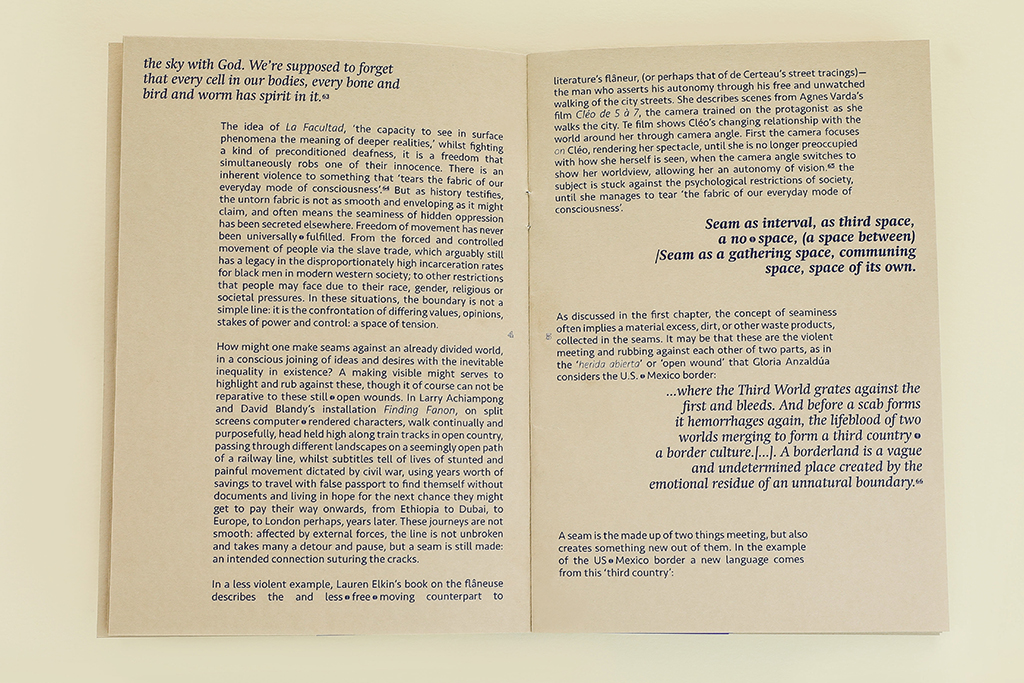 the sky with God. We're supposed to forget
that every cell in our bodies, every bone and
bird and worm has spirit in it.63
The idea of La Facultad, 'the capacity to see in surface
phenomena the meaning of deeper realities,' whilst fighting
a kind of preconditioned deafness, it is a freedom that
simultaneously robs one of their innocence. There is an
inherent violence to something that 'tears the fabric of our
everyday mode of consciousness'.64 But as history testifies,
the untorn fabric is not as smooth and enveloping as it might
claim, and often means the seaminess of hidden oppression
has been secreted elsewhere. Freedom of movement has never
been universally•fulfilled. From the forced and controlled
movement of people via the slave trade, which arguably still
has a legacy in the disproportionately high incarceration rates
for black men in modern western society; to other restrictions
that people may face due to their race, gender, religious or
societal pressures. In these situations, the boundary is not a
simple line: it is the confrontation of differing values, opinions,
stakes of power and control: a space of tension.
How might one make seams against an already divided world,
in a conscious joining of ideas and desires with the inevitable
inequality in existence? A making visible might serves to
highlight and rub against these, though it of course can not be
reparative to these still•open wounds. In Larry Achiampong
and David Blandy's installation Finding Fanon, on split
screens computer•rendered characters, walk continually and
purposefully, head held high along train tracks in open country,
passing through different landscapes on a seemingly open path
of a railway line, whilst subtitles tell of lives of stunted and
painful movement dictated by civil war, using years worth of
savings to travel with false passport to find themself without
documents and living in hope for the next chance they might
get to pay their way onwards, from Ethiopia to Dubai, to
Europe, to London perhaps, years later. These journeys are not
smooth: affected by external forces, the line is not unbroken
and takes many a detour and pause, but a seam is still made:
an intended connection suturing the cracks.
In a less violent example, Lauren Elkin's book on the flâneuse
describes the and less•free•moving counterpart to
literature's flâneur, (or perhaps that of de Certeau's street tracings)—
the man who asserts his autonomy through his free and unwatched
walking of the city streets. She describes scenes from Agnes Varda's
film Cléo de 5 à 7, the camera trained on the protagonist as she
walks the city. Te film shows Cléo's changing relationship with the
world around her through camera angle. First the camera focuses
on Cléo, rendering her spectacle, until she is no longer preoccupied
with how she herself is seen, when the camera angle switches to
show her worldview, allowing her an autonomy of vision.65 the
subject is stuck against the psychological restrictions of society,
until she manages to tear 'the fabric of our everyday mode of
consciousness'.
Seam as interval, as third space,
a no•space, (a space between)
/Seam as a gathering space, communing
space, space of its own.
As discussed in the first chapter, the concept of seaminess
often implies a material excess, dirt, or other waste products,
collected in the seams. It may be that these are the violent
meeting and rubbing against each other of two parts, as in
the 'herida abierta' or 'open wound' that Gloria Anzaldúa
considers the U.S.•Mexico border:
...where the Third World grates against the
first and bleeds. And before a scab forms
it hemorrhages again, the lifeblood of two
worlds merging to form a third country•
a border culture.[...]. A borderland is a vague
and undetermined place created by the
emotional residue of an unnatural boundary.66
A seam is the made up of two things meeting, but also
creates something new out of them. In the example
of the US•Mexico border a new language comes
from this 'third country':